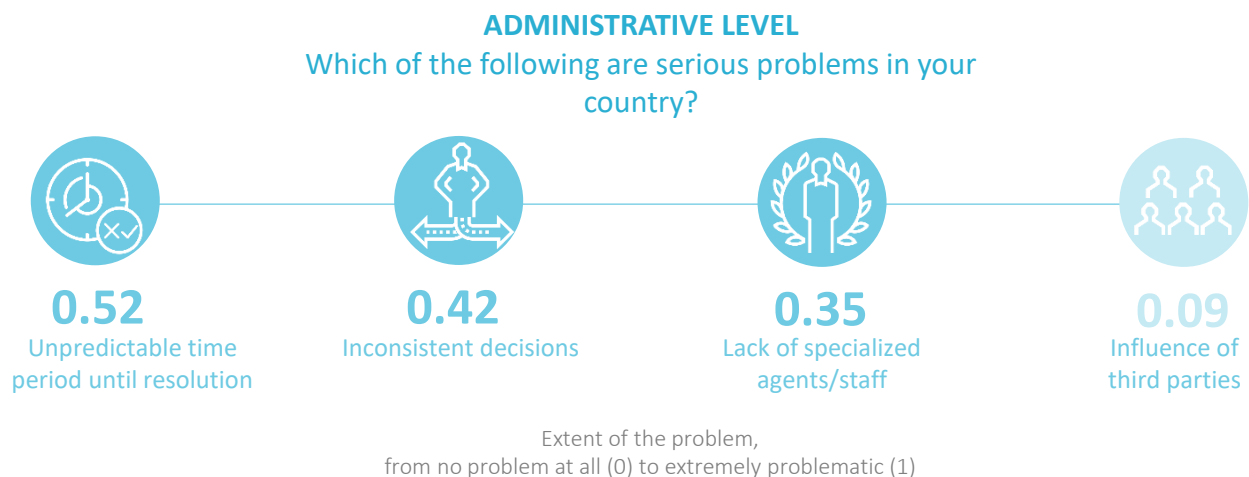 ADMINISTRATIVE LEVEL
Which of the following are serious problems in your
country?
0.52
Unpredictable time
period until resolution
0.42
Inconsistent decisions
0.35
Lack of specialized
agents/staff
0.09
Influence of
third parties
Extent of the problem,
from no problem at all (0) to extremely problematic (1)